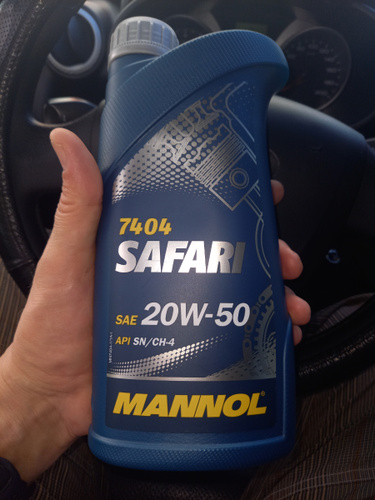 7404
SAFARI
SAE 20W-50
API SN/CH-4
MANNOL